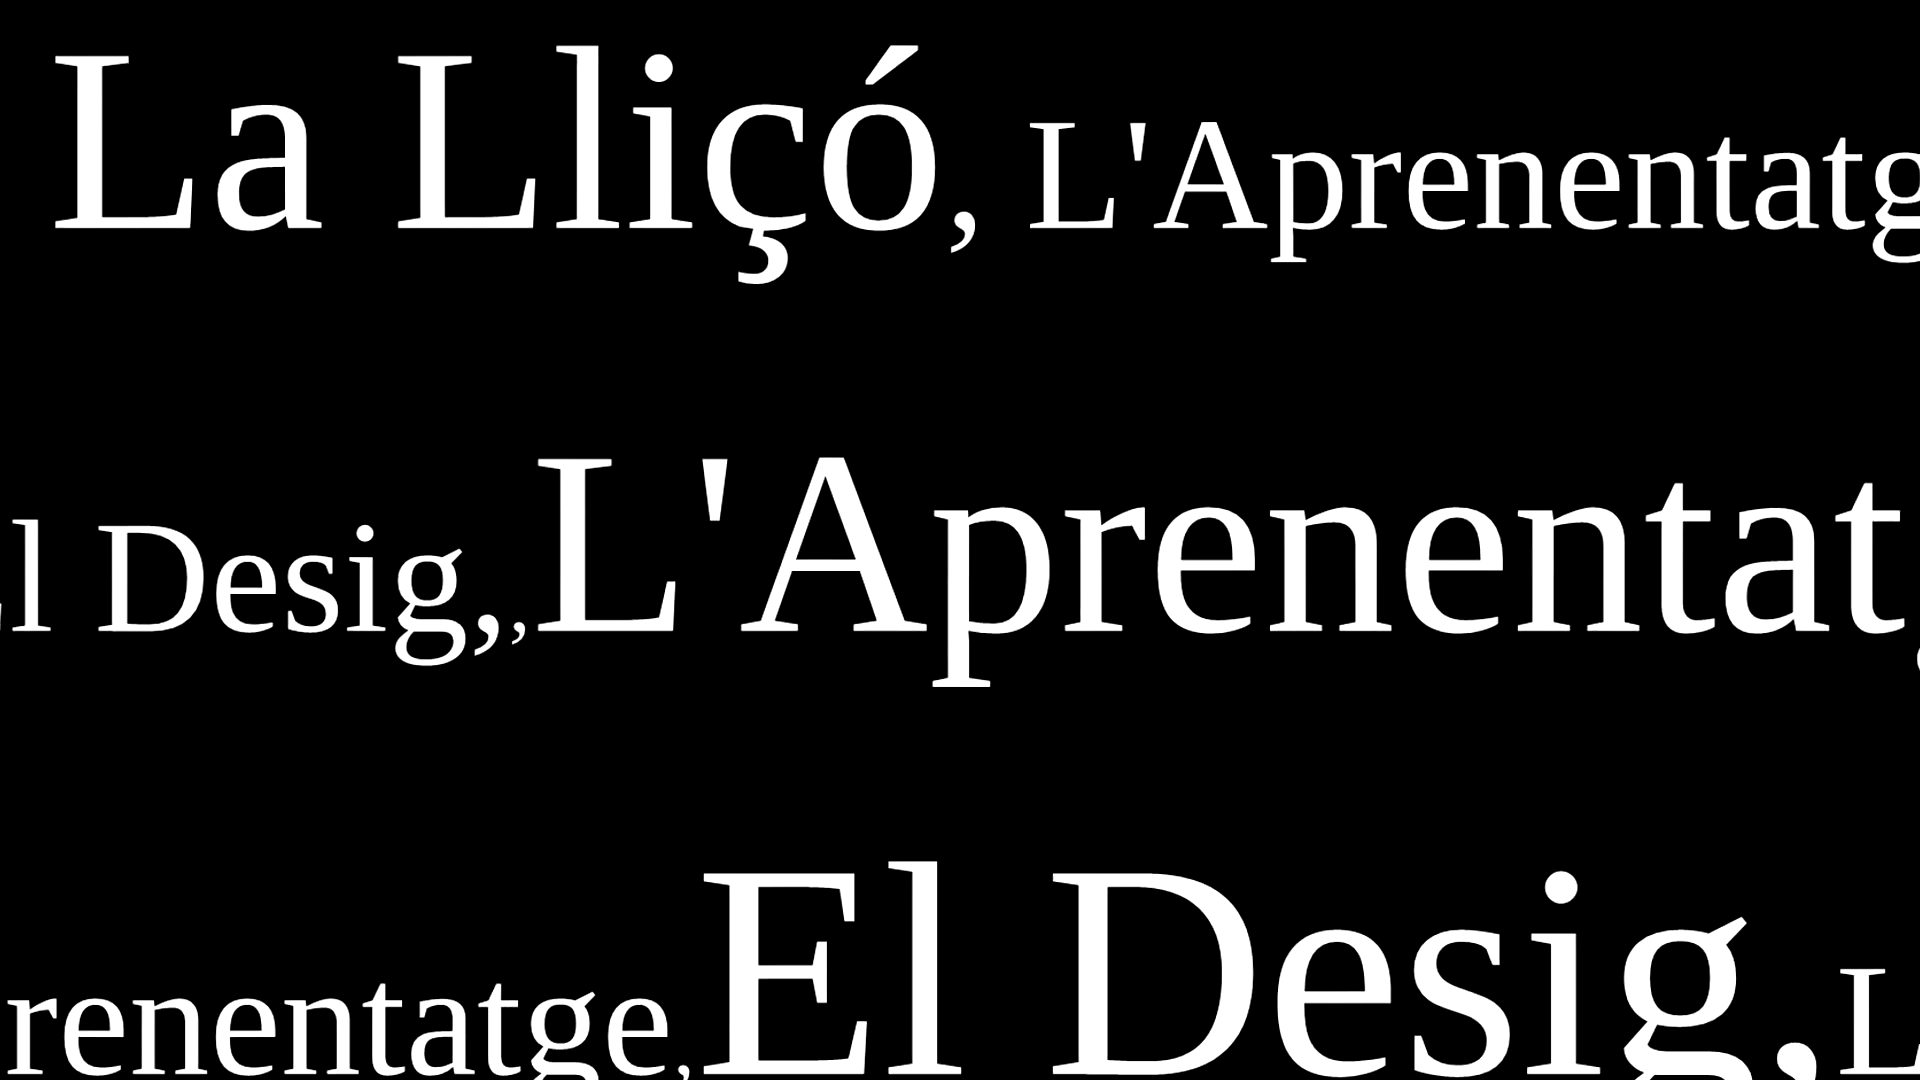 La Lliçó, L'Aprenentatg
l Desig,,L'Aprenentat
renentatge,El Desig,L